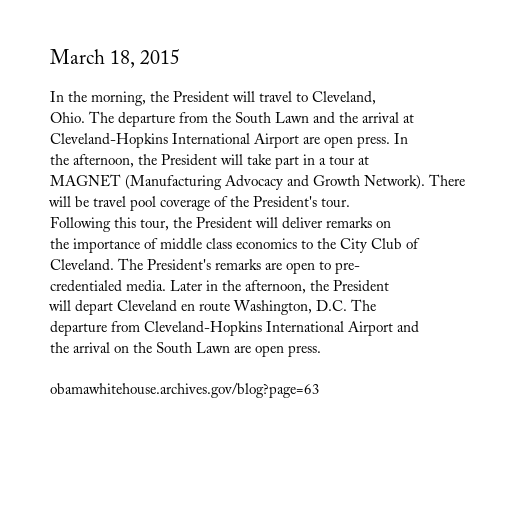 March 18, 2015
In the morning, the President will travel to Cleveland,
Ohio. The departure from the South Lawn and the arrival at
Cleveland-Hopkins International Airport are open press. In
the afternoon, the President will take part in a tour at
MAGNET (Manufacturing Advocacy and Growth Network). There
will be travel pool coverage of the President's tour.
Following this tour, the President will deliver remarks on
the importance of middle class economics to the City Club of
Cleveland. The President's remarks are open to pre-
credentialed media. Later in the afternoon, the President
will depart Cleveland en route Washington, D.C. The
departure from Cleveland-Hopkins International Airport and
the arrival on the South Lawn are open press.
obamawhitehouse.archives.gov/blog?page=63